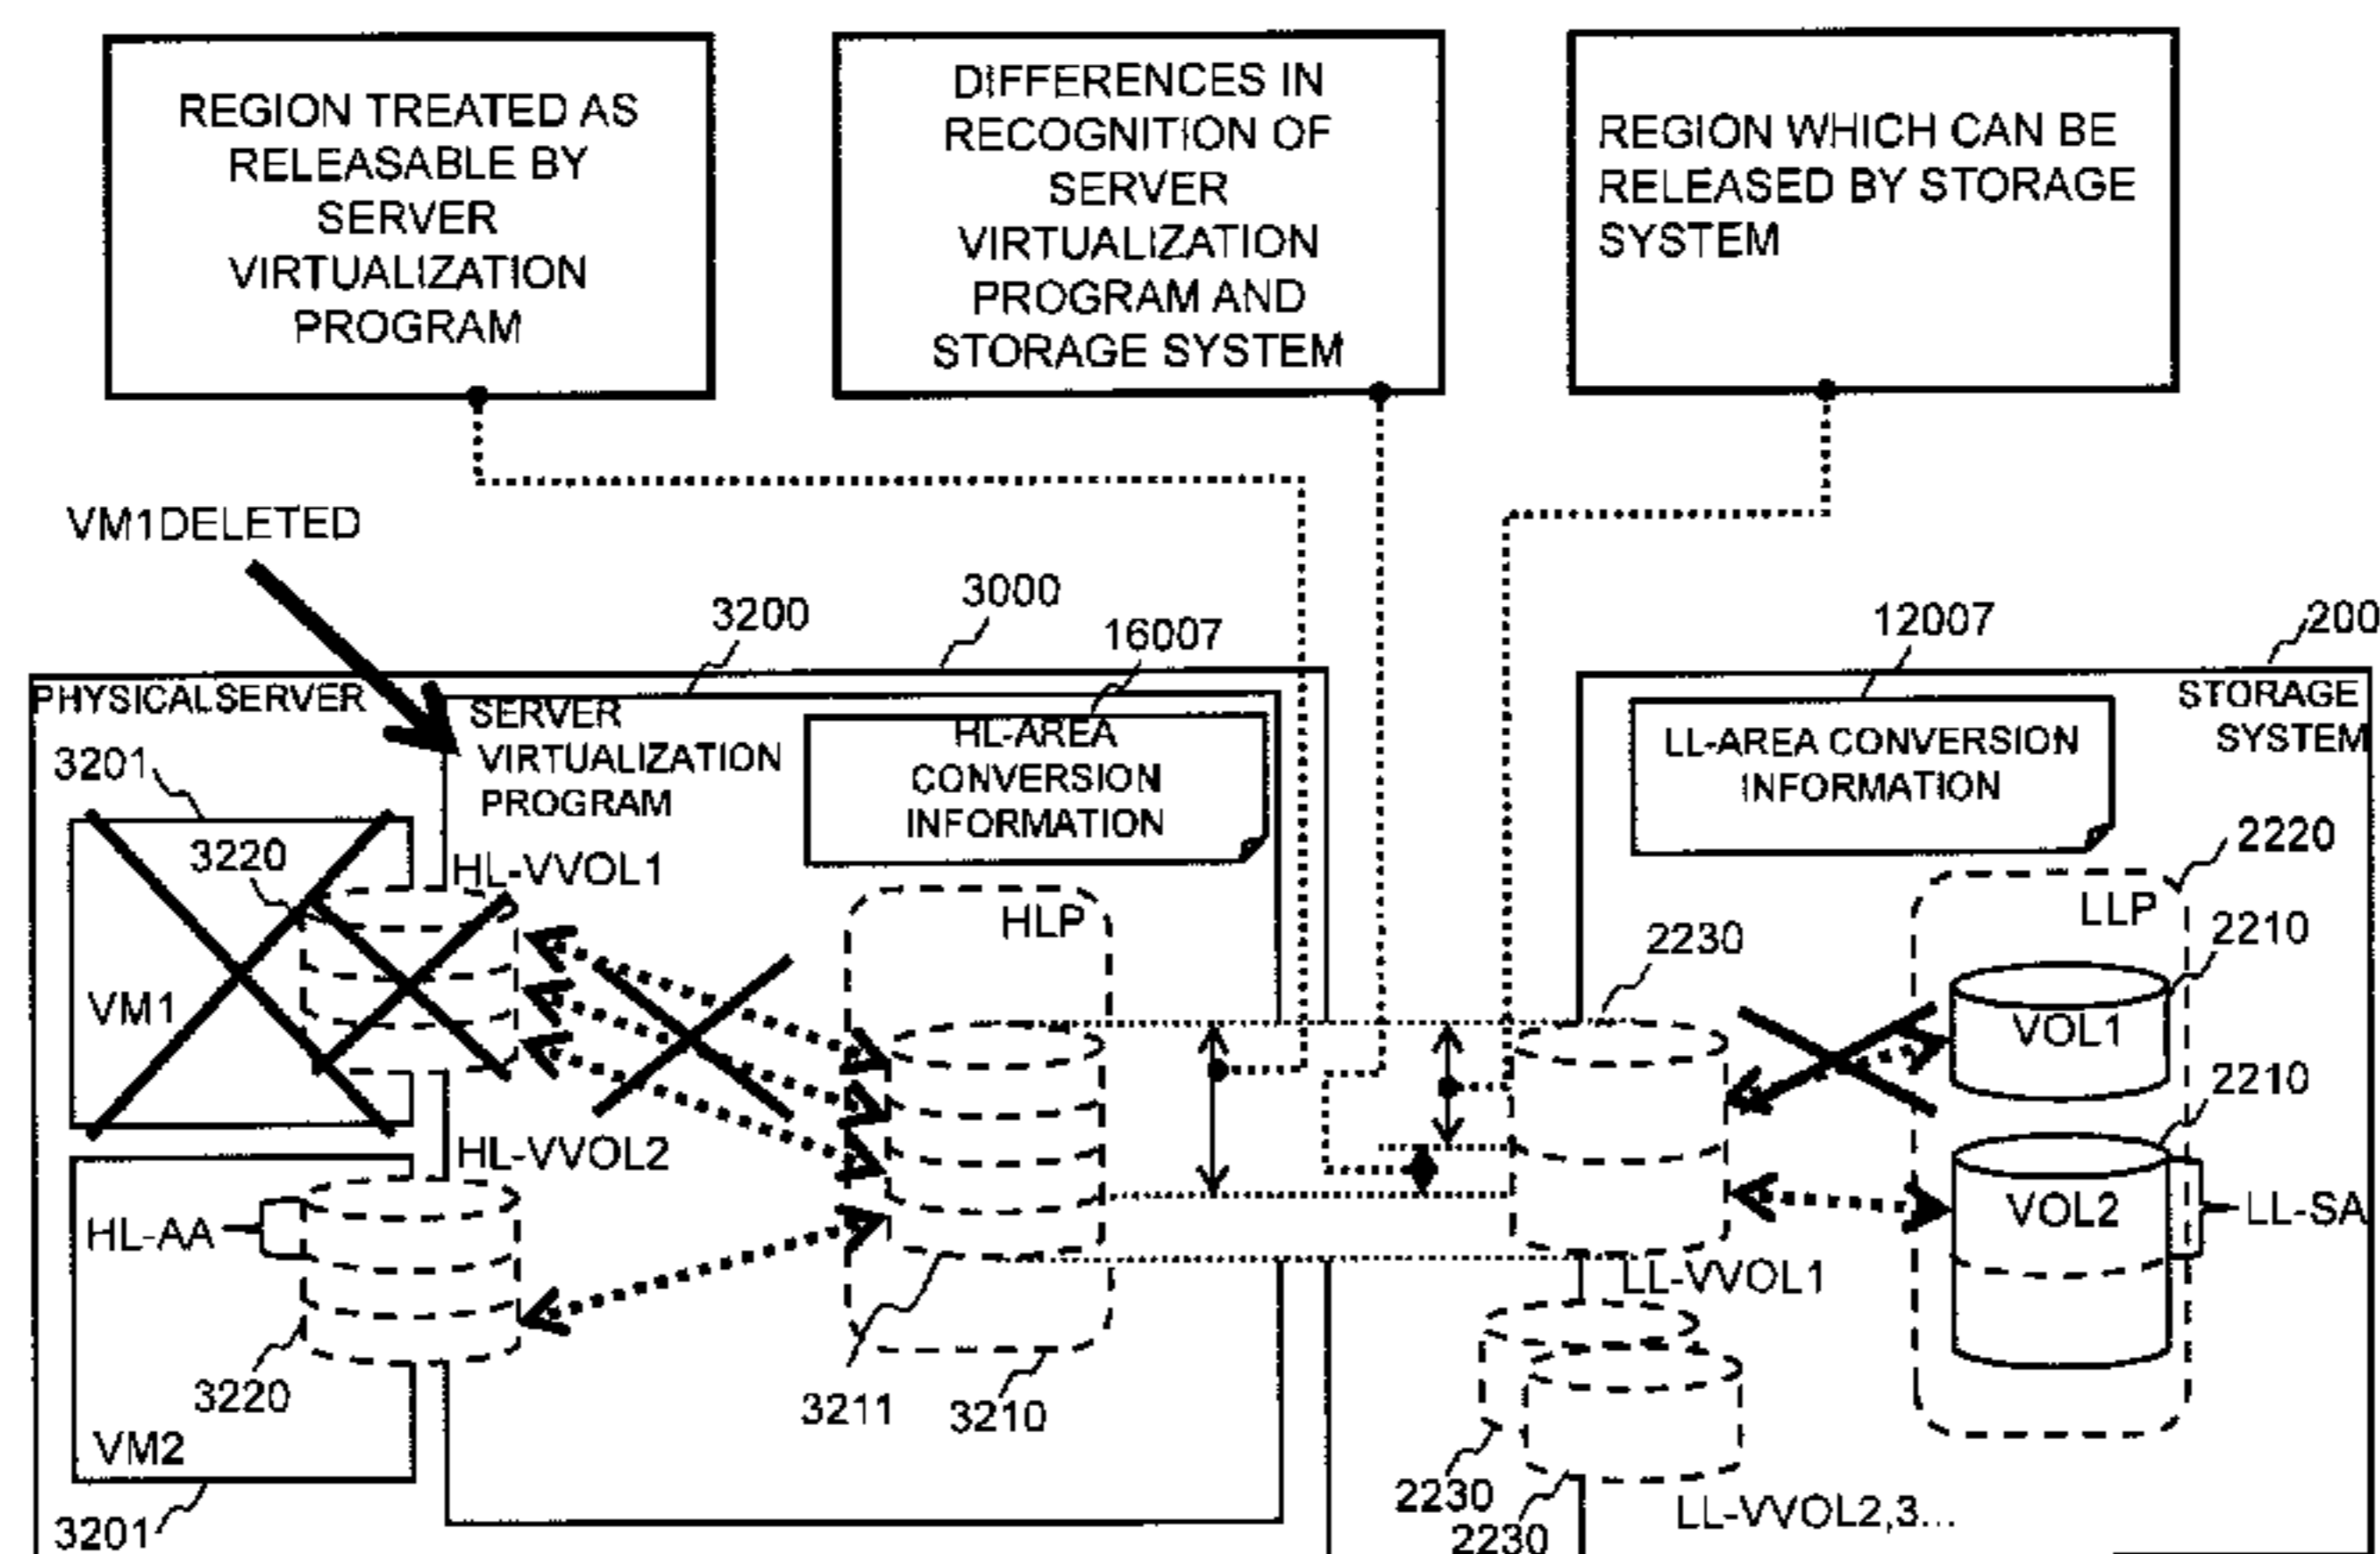 REGION TREATED AS
RELEASABLE BY
SERVER
VIRTUALIZATION
PROGRAM
DIFFERENCES IN
RECOGNITION OF
SERVER
VIRTUALIZATION
PROGRAM AND
STORAGE SYSTEM
REGION WHICH CAN BE
RELEASED BY STORAGE
SYSTEM
VM1DELETED
3200
3000
16007
12007
200
PHYSICALSERVER
SERVER
VIRTUALIZATION
PROGRAM
HL-AREA
CONVERSION
INFORMATION
LL-AREA CONVERSION
INFORMATION
STORAGE
SYSTEM
3201
3220
HL-VVOL1
HLP
2220
LLP
2230
2210
VM1
VOL1
2210
HL-VVOL2
HL-AA
VOL2
LL-SA
LL-VVOL1
3220
3211
3210
VM2
2230
2230
LL-VVOL2,3...
3201